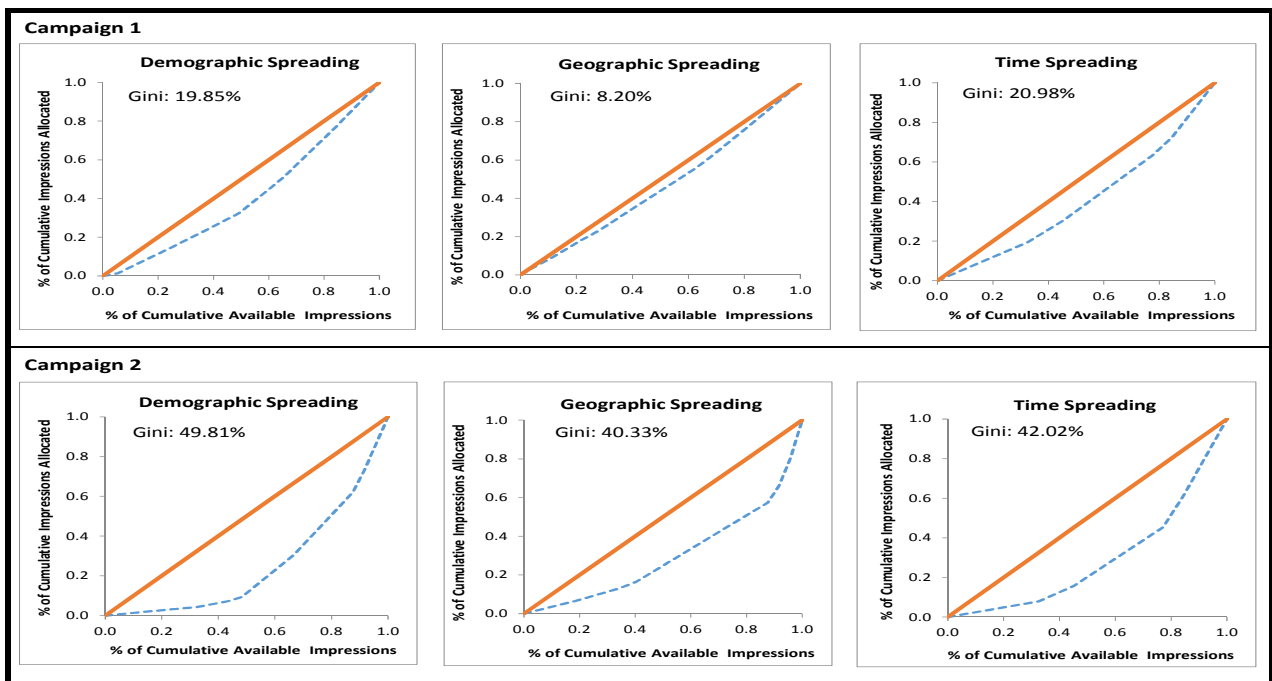 Campaign 1
Demographic Spreading
Gini: 19.85%
% of Cumulative Impressions Allocated
1.0
0.8
0.6
0.4
0.2
0.0
0.0 0.2 0.4 0.6 0.8 1.0
% of Cumulative Available Impressions
Geographic Spreading
Gini: 8.20%
% of Cumulative Impressions Allocated
1.0
0.8
0.6
0.4
0.2
0.0
0.0 0.2 0.4 0.6 0.8 1.0
% of Cumulative Available Impressions
Time Spreading
Gini: 20.98%
% of Cumulative Impressions Allocated
1.0
0.8
0.6
0.4
0.2
0.0
0.0 0.2 0.4 0.6 0.8 1.0
% of Cumulative Available Impressions
Campaign 2
Demographic Spreading
Gini: 49.81%
% of Cumulative Impressions Allocated
1.0
0.8
0.6
0.4
0.2
0.0
0.0 0.2 0.4 0.6 0.8 1.0
% of Cumulative Available Impressions
Geographic Spreading
Gini: 40.33%
% of Cumulative Impressions Allocated
1.0
0.8
0.6
0.4
0.2
0.0
0.0 0.2 0.4 0.6 0.8 1.0
% of Cumulative Available Impressions
Time Spreading
Gini: 42.02%
% of Cumulative Impressions Allocated
1.0
0.8
0.6
0.4
0.2
0.0
0.0 0.2 0.4 0.6 0.8 1.0
% of Cumulative Available Impressions